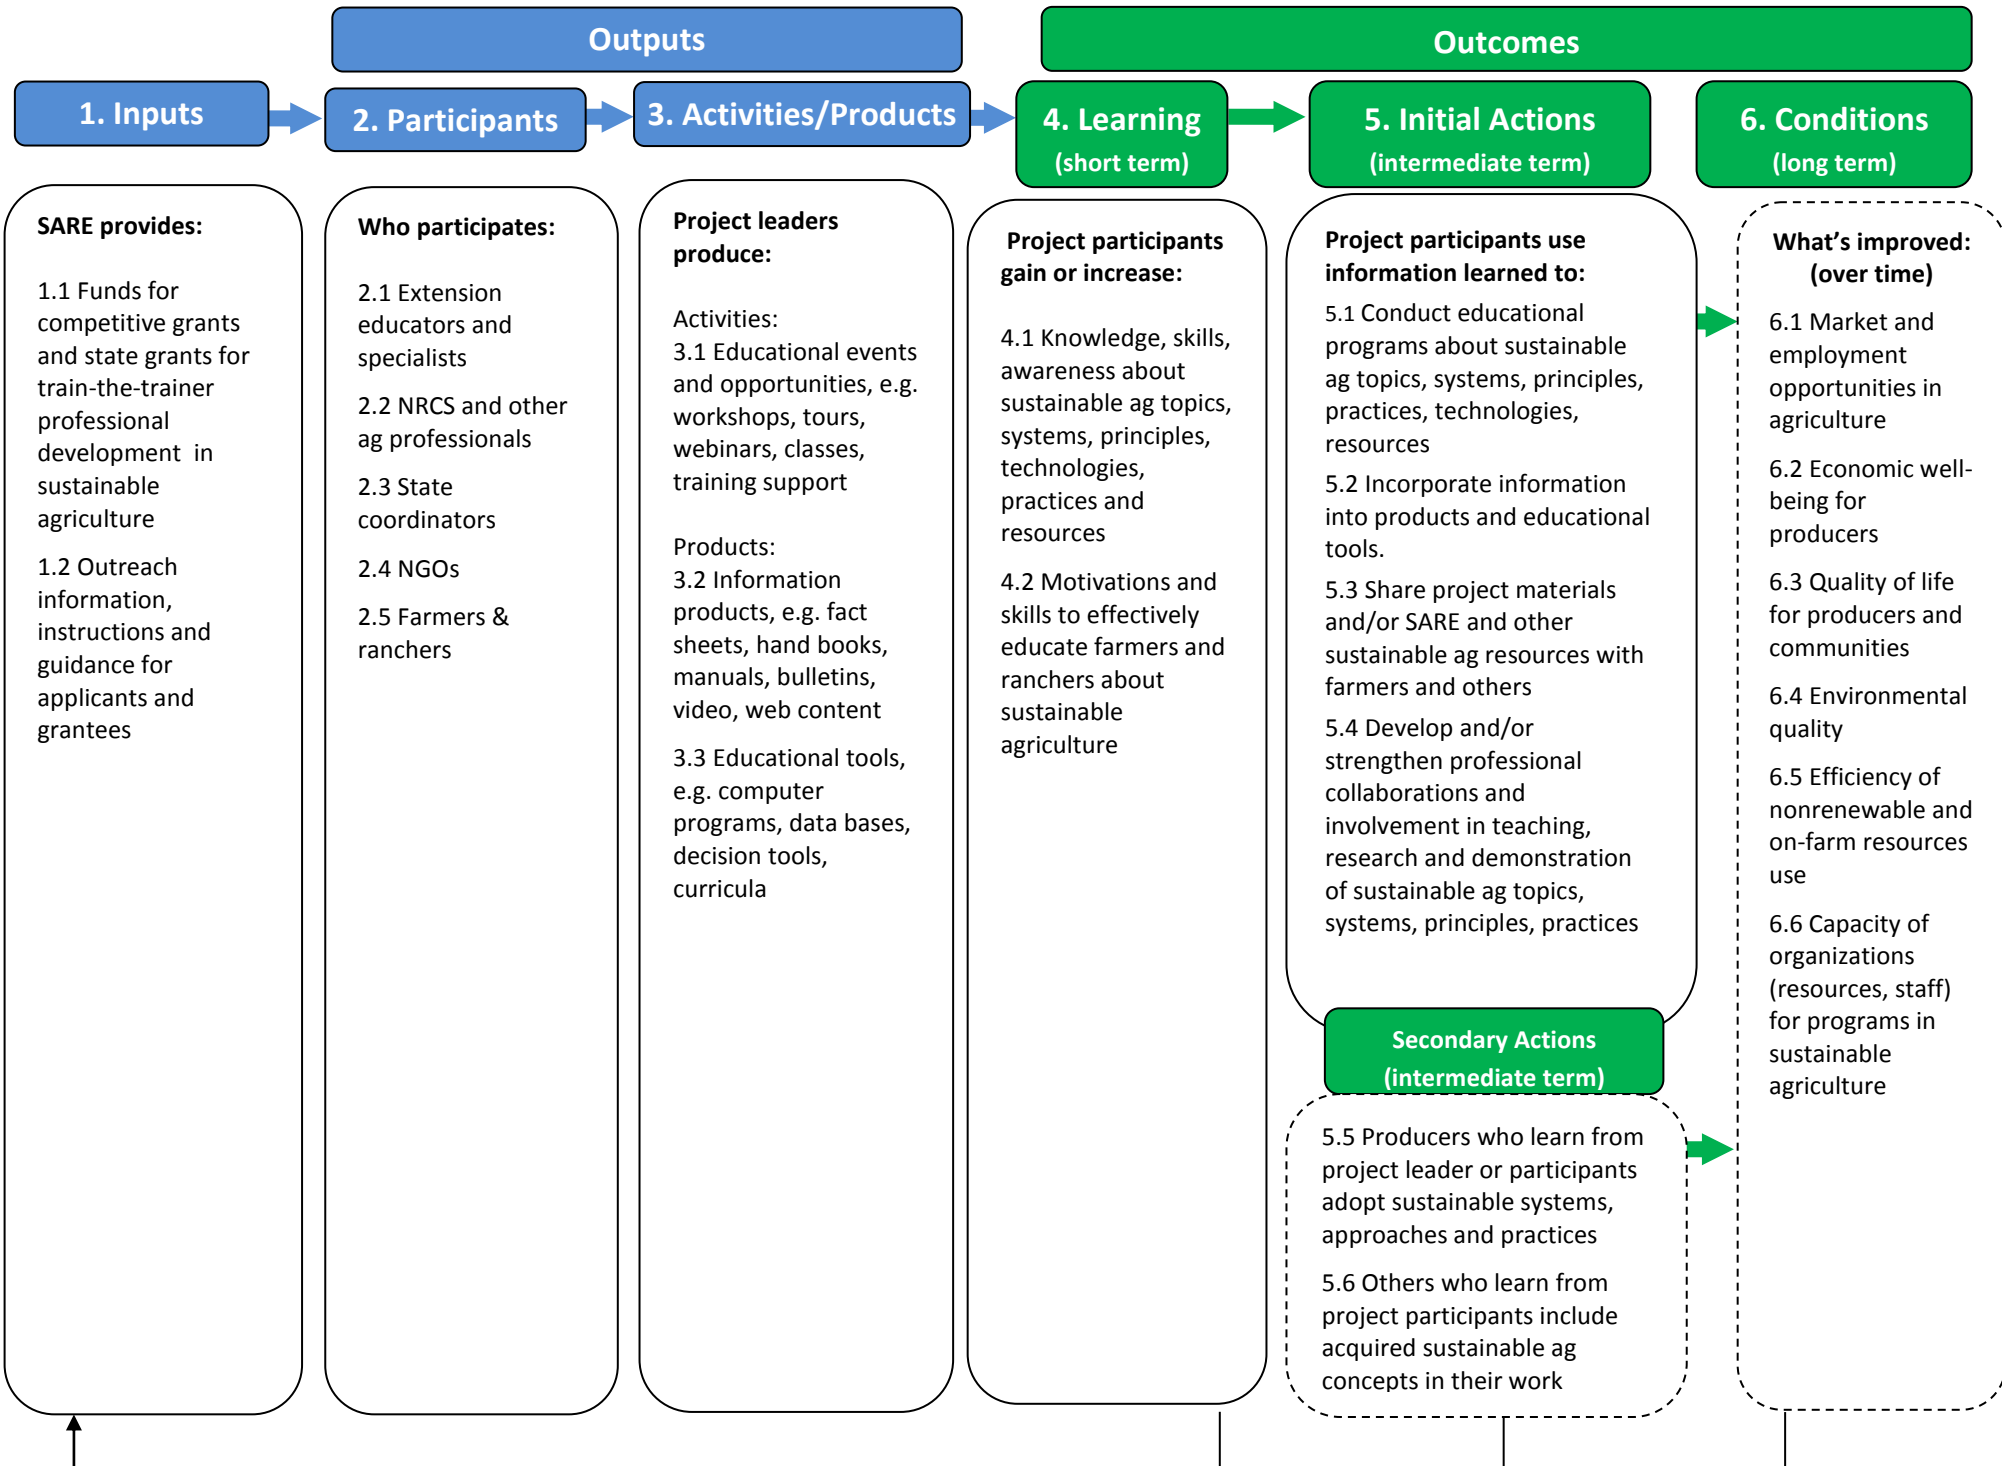 Outputs
Outcomes
1. Inputs
2. Participants
3. Activities/Products
4. Learning
(short term)
5. Initial Actions
(intermediate term)
6. Conditions
(long term)
SARE provides:
1.1 Funds for
competitive grants
and state grants for
train-the-trainer
professional
development in
sustainable
agriculture
1.2 Outreach
information,
instructions and
guidance for
applicants and
grantees
Who participates:
2.1 Extension
educators and
specialists
2.2 NRCS and other
ag professionals
2.3 State
coordinators
2.4 NGOs
2.5 Farmers &
ranchers
Project leaders
produce:
Activities:
3.1 Educational events
and opportunities, e.g.
workshops, tours,
webinars, classes,
training support
Products:
3.2 Information
products, e.g. fact
sheets, hand books,
manuals, bulletins,
video, web content
3.3 Educational tools,
e.g. computer
programs, data bases,
decision tools,
curricula
Project participants
gain or increase:
4.1 Knowledge, skills,
awareness about
sustainable ag topics,
systems, principles,
technologies,
practices and
resources
4.2 Motivations and
skills to effectively
educate farmers and
ranchers about
sustainable
agriculture
Project participants use
information learned to:
5.1 Conduct educational
programs about sustainable
ag topics, systems, principles,
practices, technologies,
resources
5.2 Incorporate information
into products and educational
tools.
5.3 Share project materials
and/or SARE and other
sustainable ag resources with
farmers and others
5.4 Develop and/or
strengthen professional
collaborations and
involvement in teaching,
research and demonstration
of sustainable ag topics,
systems, principles, practices
Secondary Actions
(intermediate term)
5.5 Producers who learn from
project leader or participants
adopt sustainable systems,
approaches and practices
5.6 Others who learn from
project participants include
acquired sustainable ag
concepts in their work
What's improved:
(over time)
6.1 Market and
employment
opportunities in
agriculture
6.2 Economic well-
being for
producers
6.3 Quality of life
for producers and
communities
6.4 Environmental
quality
6.5 Efficiency of
nonrenewable and
on-farm resources
use
6.6 Capacity of
organizations
(resources, staff)
for programs in
sustainable
agriculture